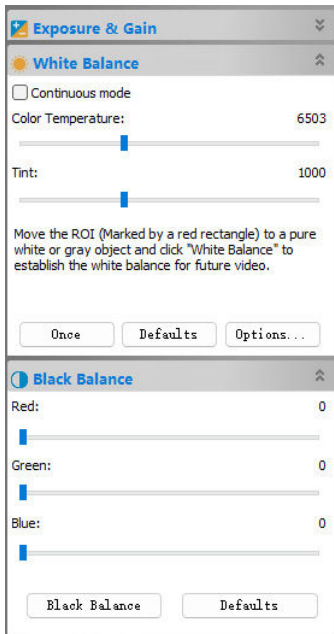 Exposure & Gain
White Balance
Continuous mode
Color Temperature: 6503
Tint: 1000
Move the ROI (Marked by a red rectangle) to a pure
white or gray object and click "White Balance" to
establish the white balance for future video.
Once Defaults Options...
Black Balance
Red: 0
Green: 0
Blue: 0
Black Balance Defaults